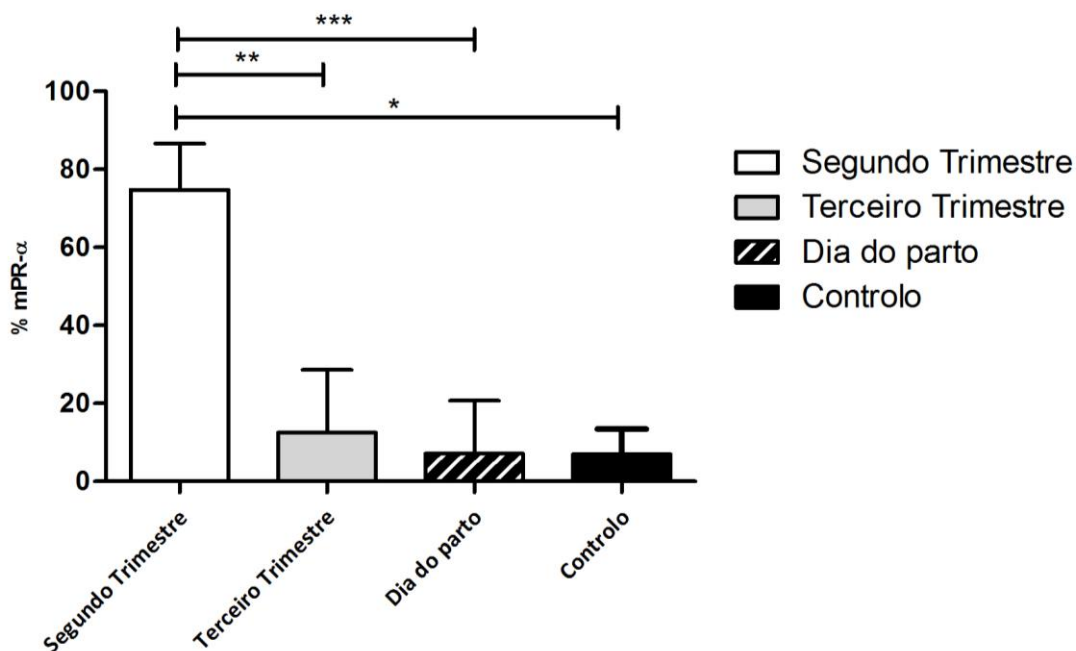 ***
**
*
100
80
60
40
20
0
% mPR-α
Segundo Trimestre
Terceiro Trimestre
Dia do parto
Controlo
Segundo Trimestre
Terceiro Trimestre
Dia do parto
Controlo